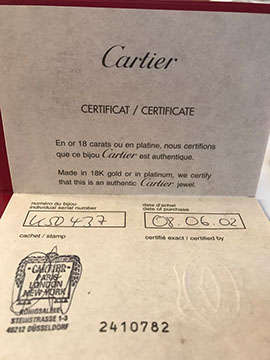 Cartier
CERTIFICAT / CERTIFICATE
En or 18 carats ou en platine, nous certifions
que ce bijou Cartier est authentique.
Made in 18K gold or in platinum, we certify
that this is an authentic Cartier jewel.
numéro du bijou
individual serial number
date d'achat
date of purchase
437
08.06.02
cachet / stamp
certifié exact / certified by
CARTIER
PARIS
LONDON
NEW-YORK
KÖNIGSALLEE
STEINSTRASSE 1-3
40212 DÜSSELDORF
2410782